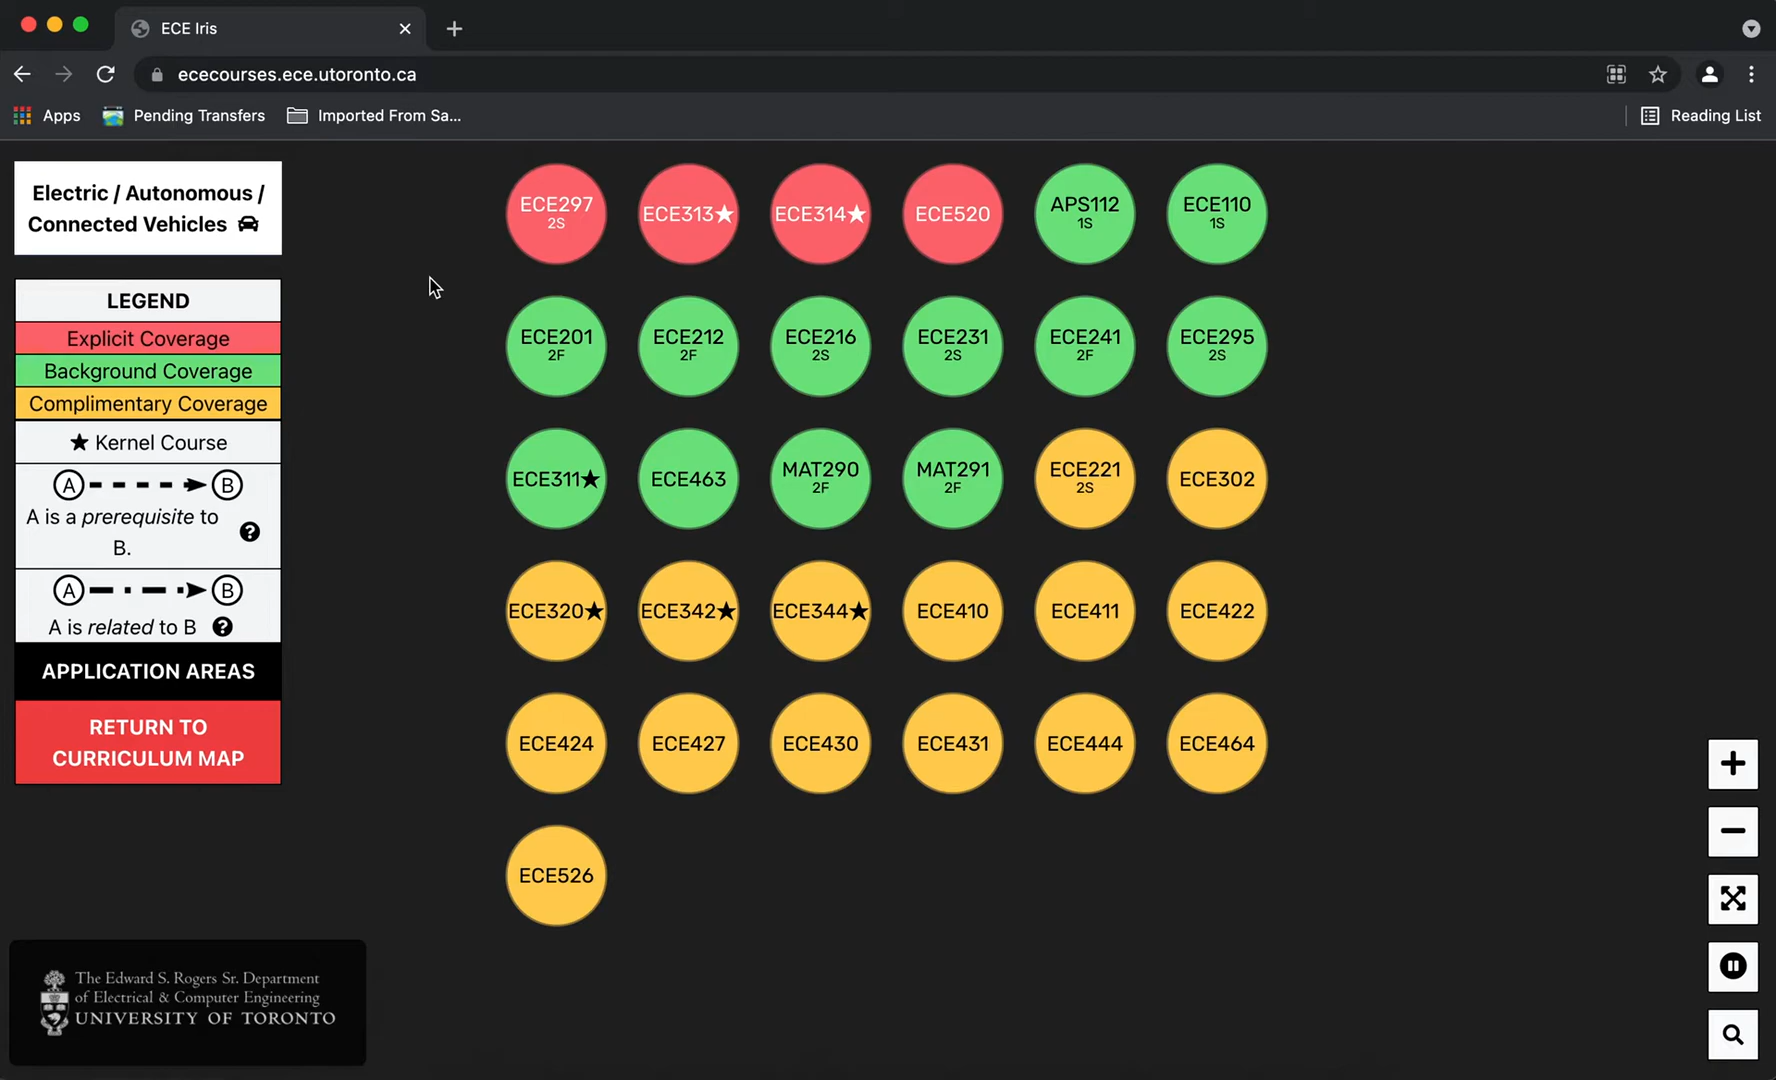 ECE Iris
ececourses.ece.utoronto.ca
Apps
Pending Transfers
Imported From Sa...
Reading List
Electric / Autonomous /
Connected Vehicles
LEGEND
Explicit Coverage
Background Coverage
Complimentary Coverage
★ Kernel Course
A B
A is a prerequisite to
B.
?
A B
A is related to B ?
APPLICATION AREAS
RETURN TO
CURRICULUM MAP
The Edward S. Rogers Sr. Department
of Electrical & Computer Engineering
UNIVERSITY OF TORONTO
ECE297
2S
ECE313★
ECE314★
ECE520
APS112
1S
ECE110
1S
ECE201
2F
ECE212
2F
ECE216
2S
ECE231
2S
ECE241
2F
ECE295
2S
ECE311★
ECE463
MAT290
2F
MAT291
2F
ECE221
2S
ECE302
ECE320★
ECE342★
ECE344★
ECE410
ECE411
ECE422
ECE424
ECE427
ECE430
ECE431
ECE444
ECE464
ECE526